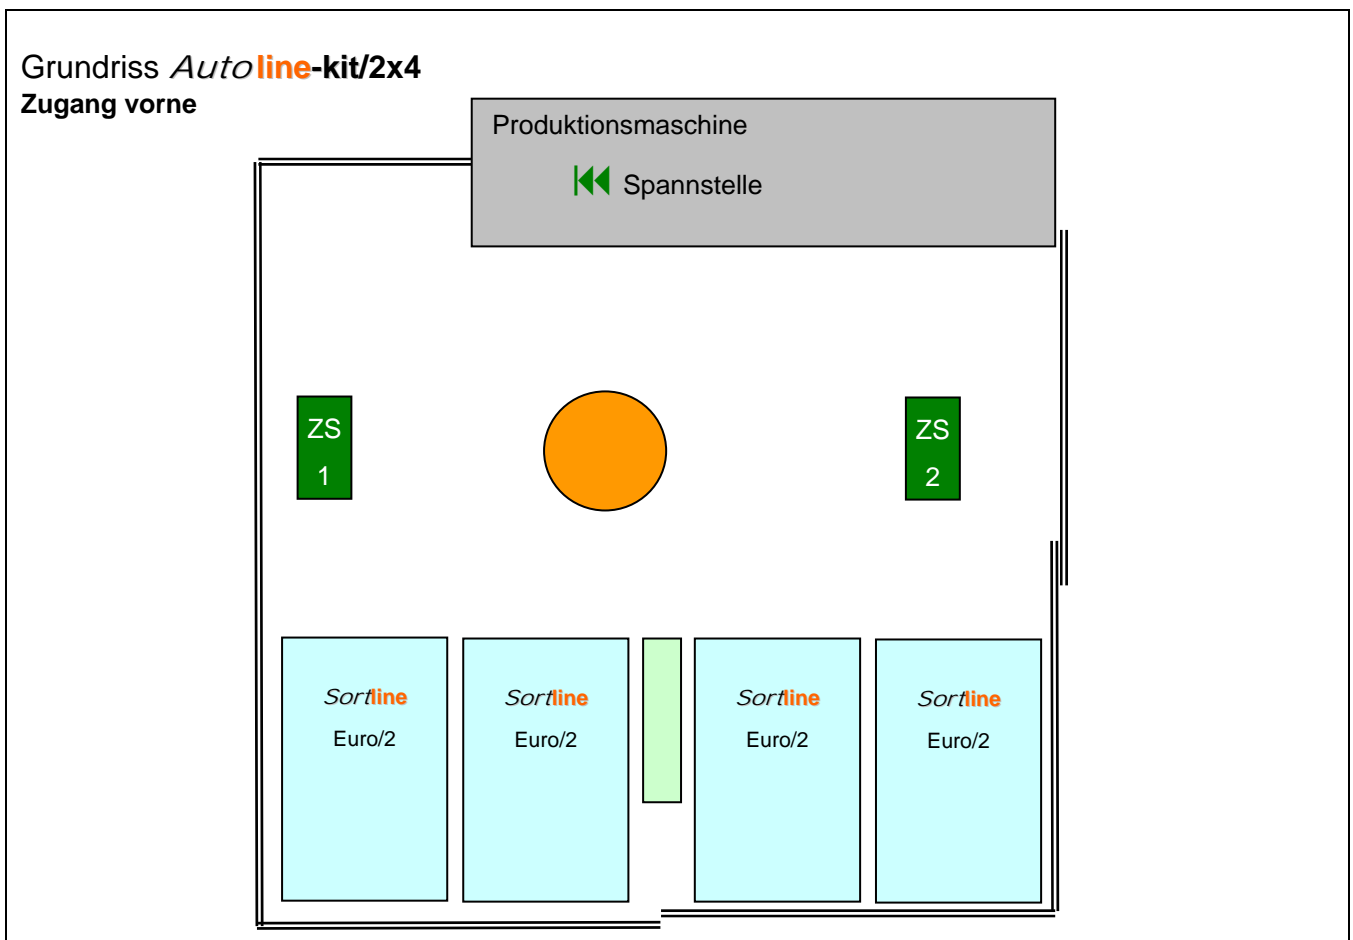 Grundriss Autoline-kit/2x4
Zugang vorne
Produktionsmaschine
Spannstelle
ZS
1
ZS
2
Sortline
Euro/2
Sortline
Euro/2
Sortline
Euro/2
Sortline
Euro/2